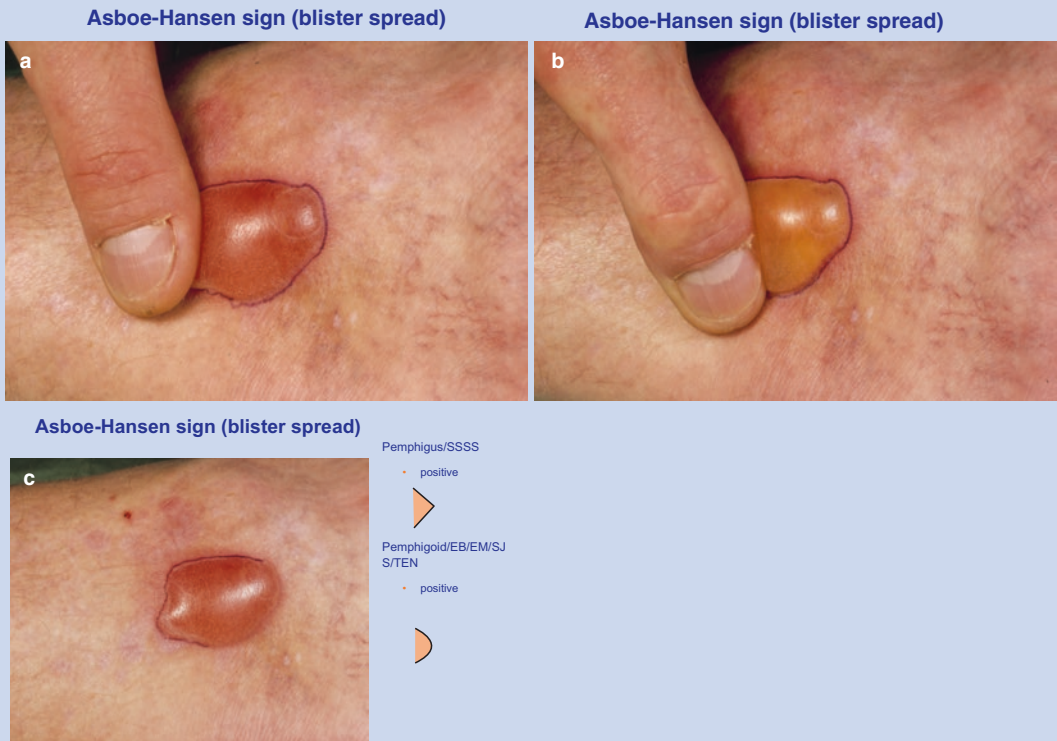 Asboe-Hansen sign (blister spread)
Asboe-Hansen sign (blister spread)
a
b
Asboe-Hansen sign (blister spread)
c
Pemphigus/SSSS
• positive
Pemphigoid/EB/EM/SJ
S/TEN
• positive